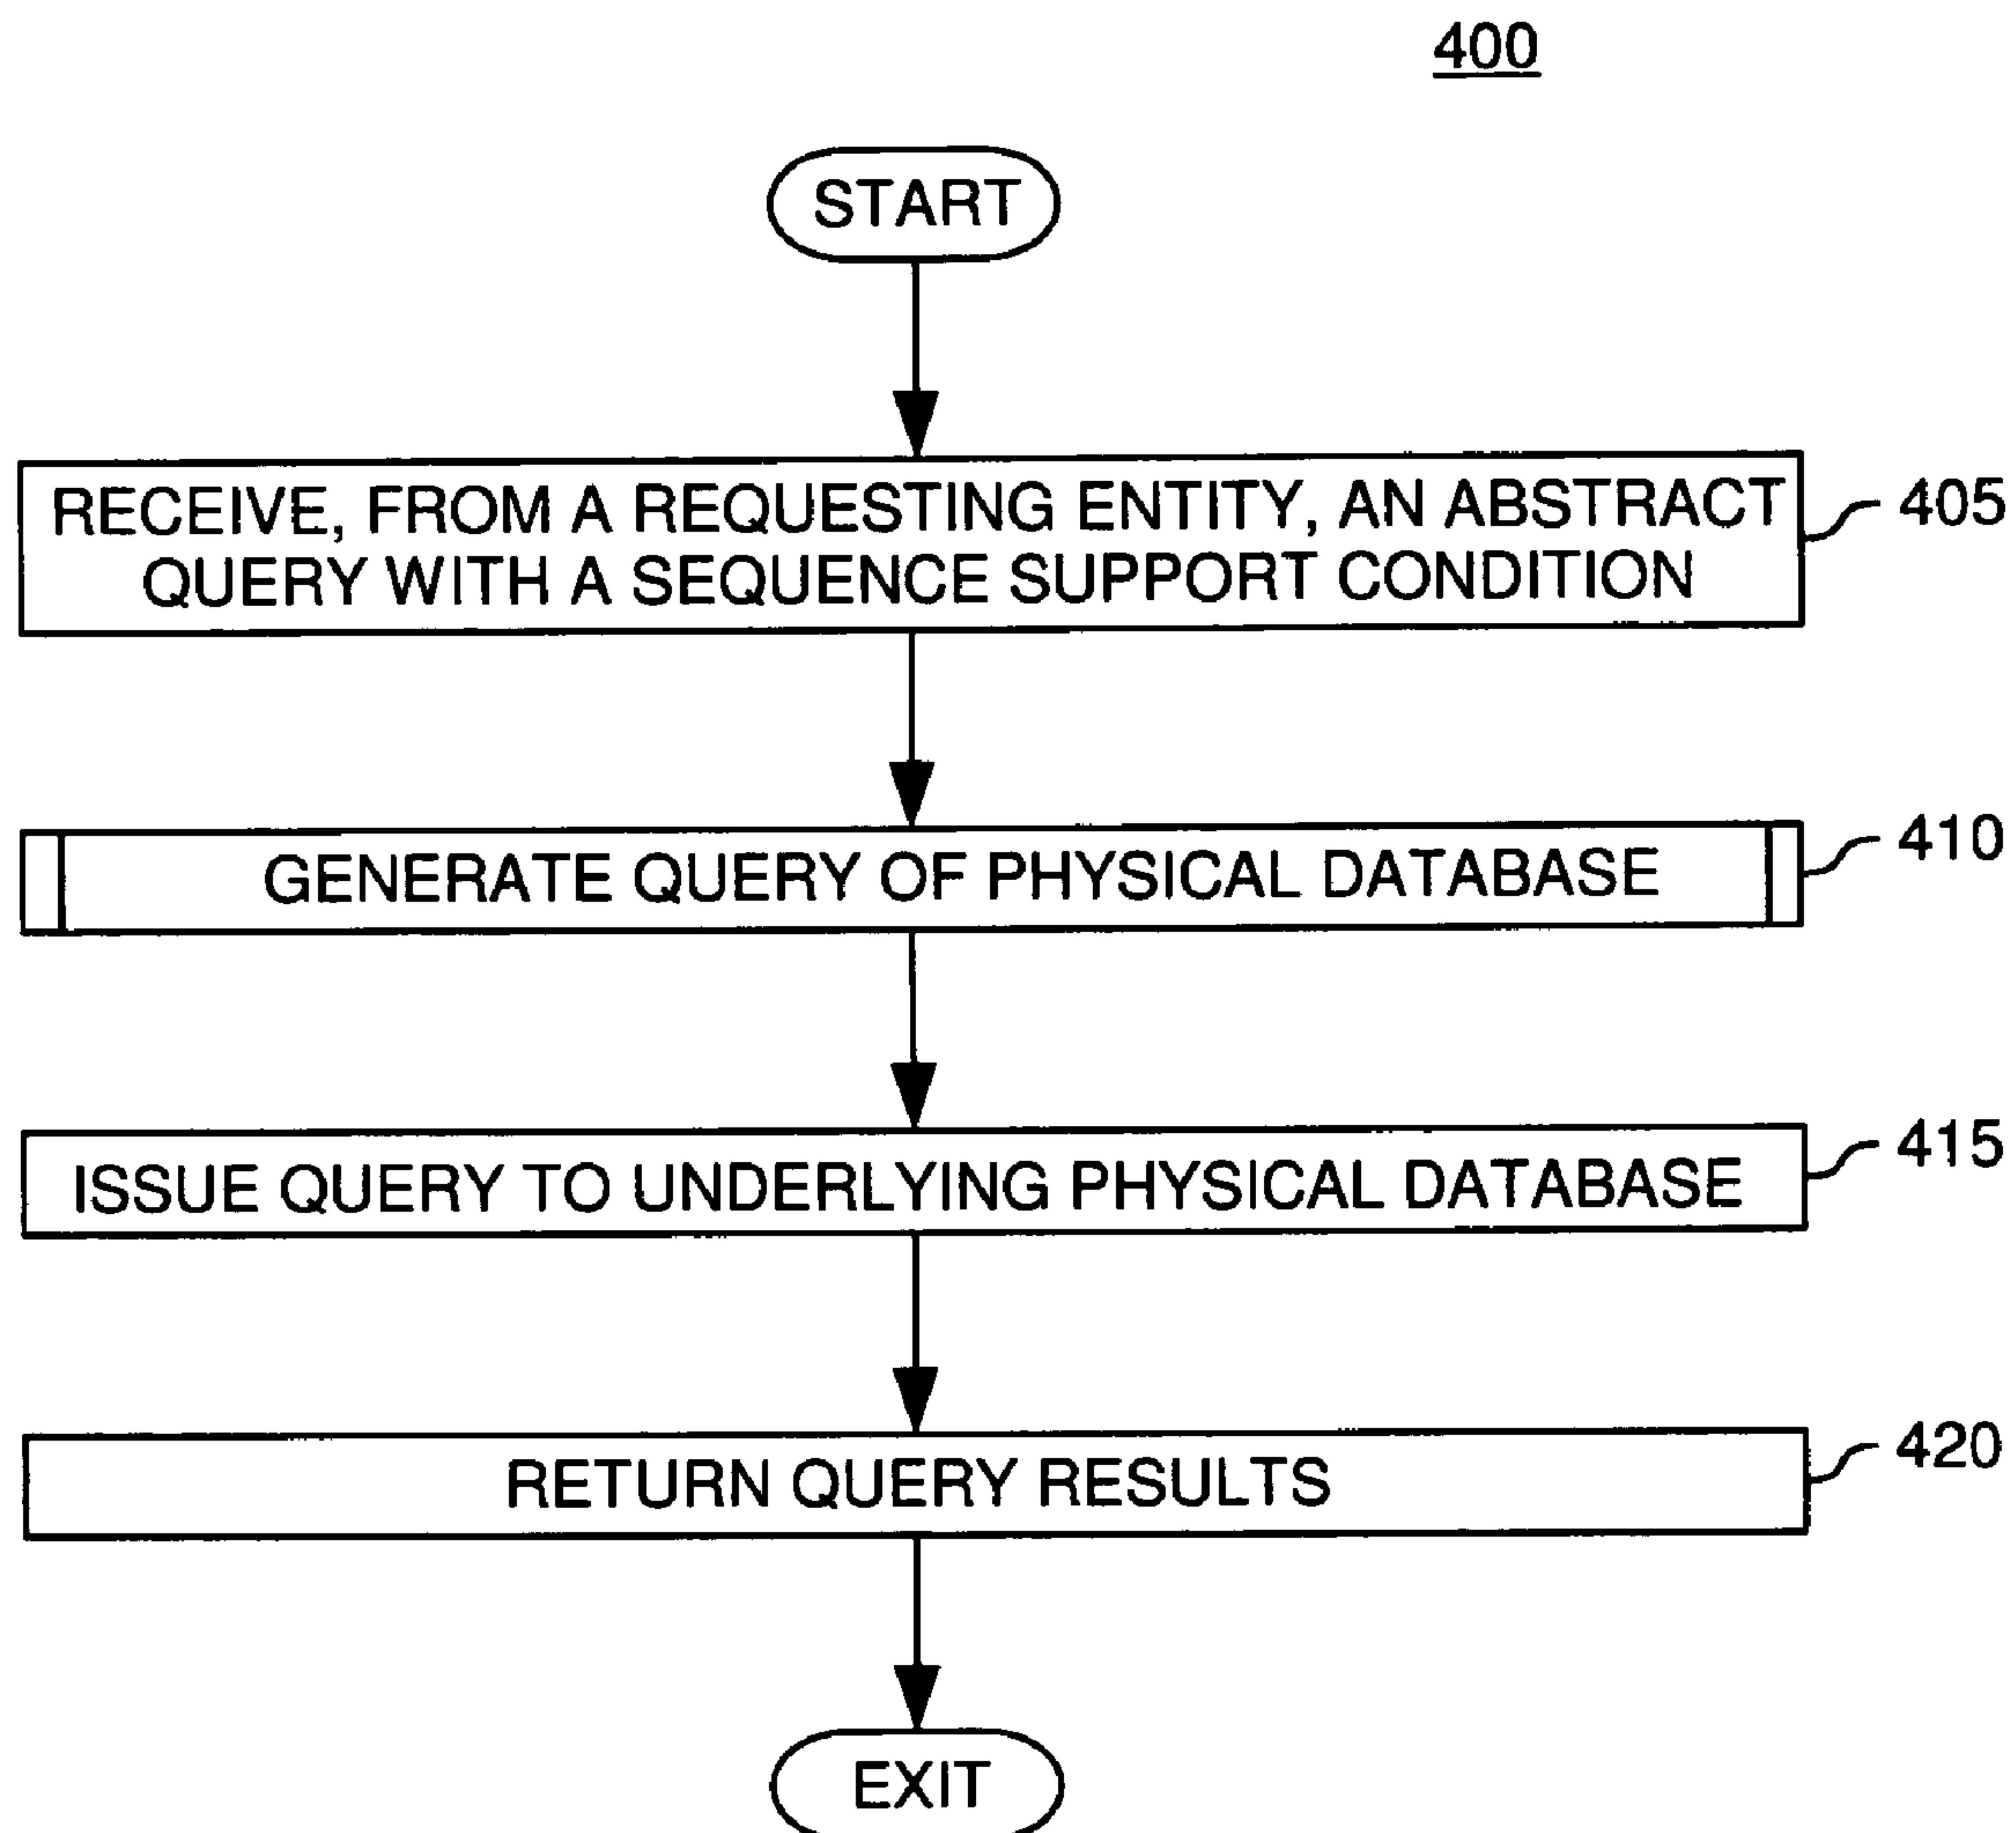 400
START
RECEIVE, FROM A REQUESTING ENTITY, AN ABSTRACT
QUERY WITH A SEQUENCE SUPPORT CONDITION
405
GENERATE QUERY OF PHYSICAL DATABASE
410
ISSUE QUERY TO UNDERLYING PHYSICAL DATABASE
415
RETURN QUERY RESULTS
420
EXIT